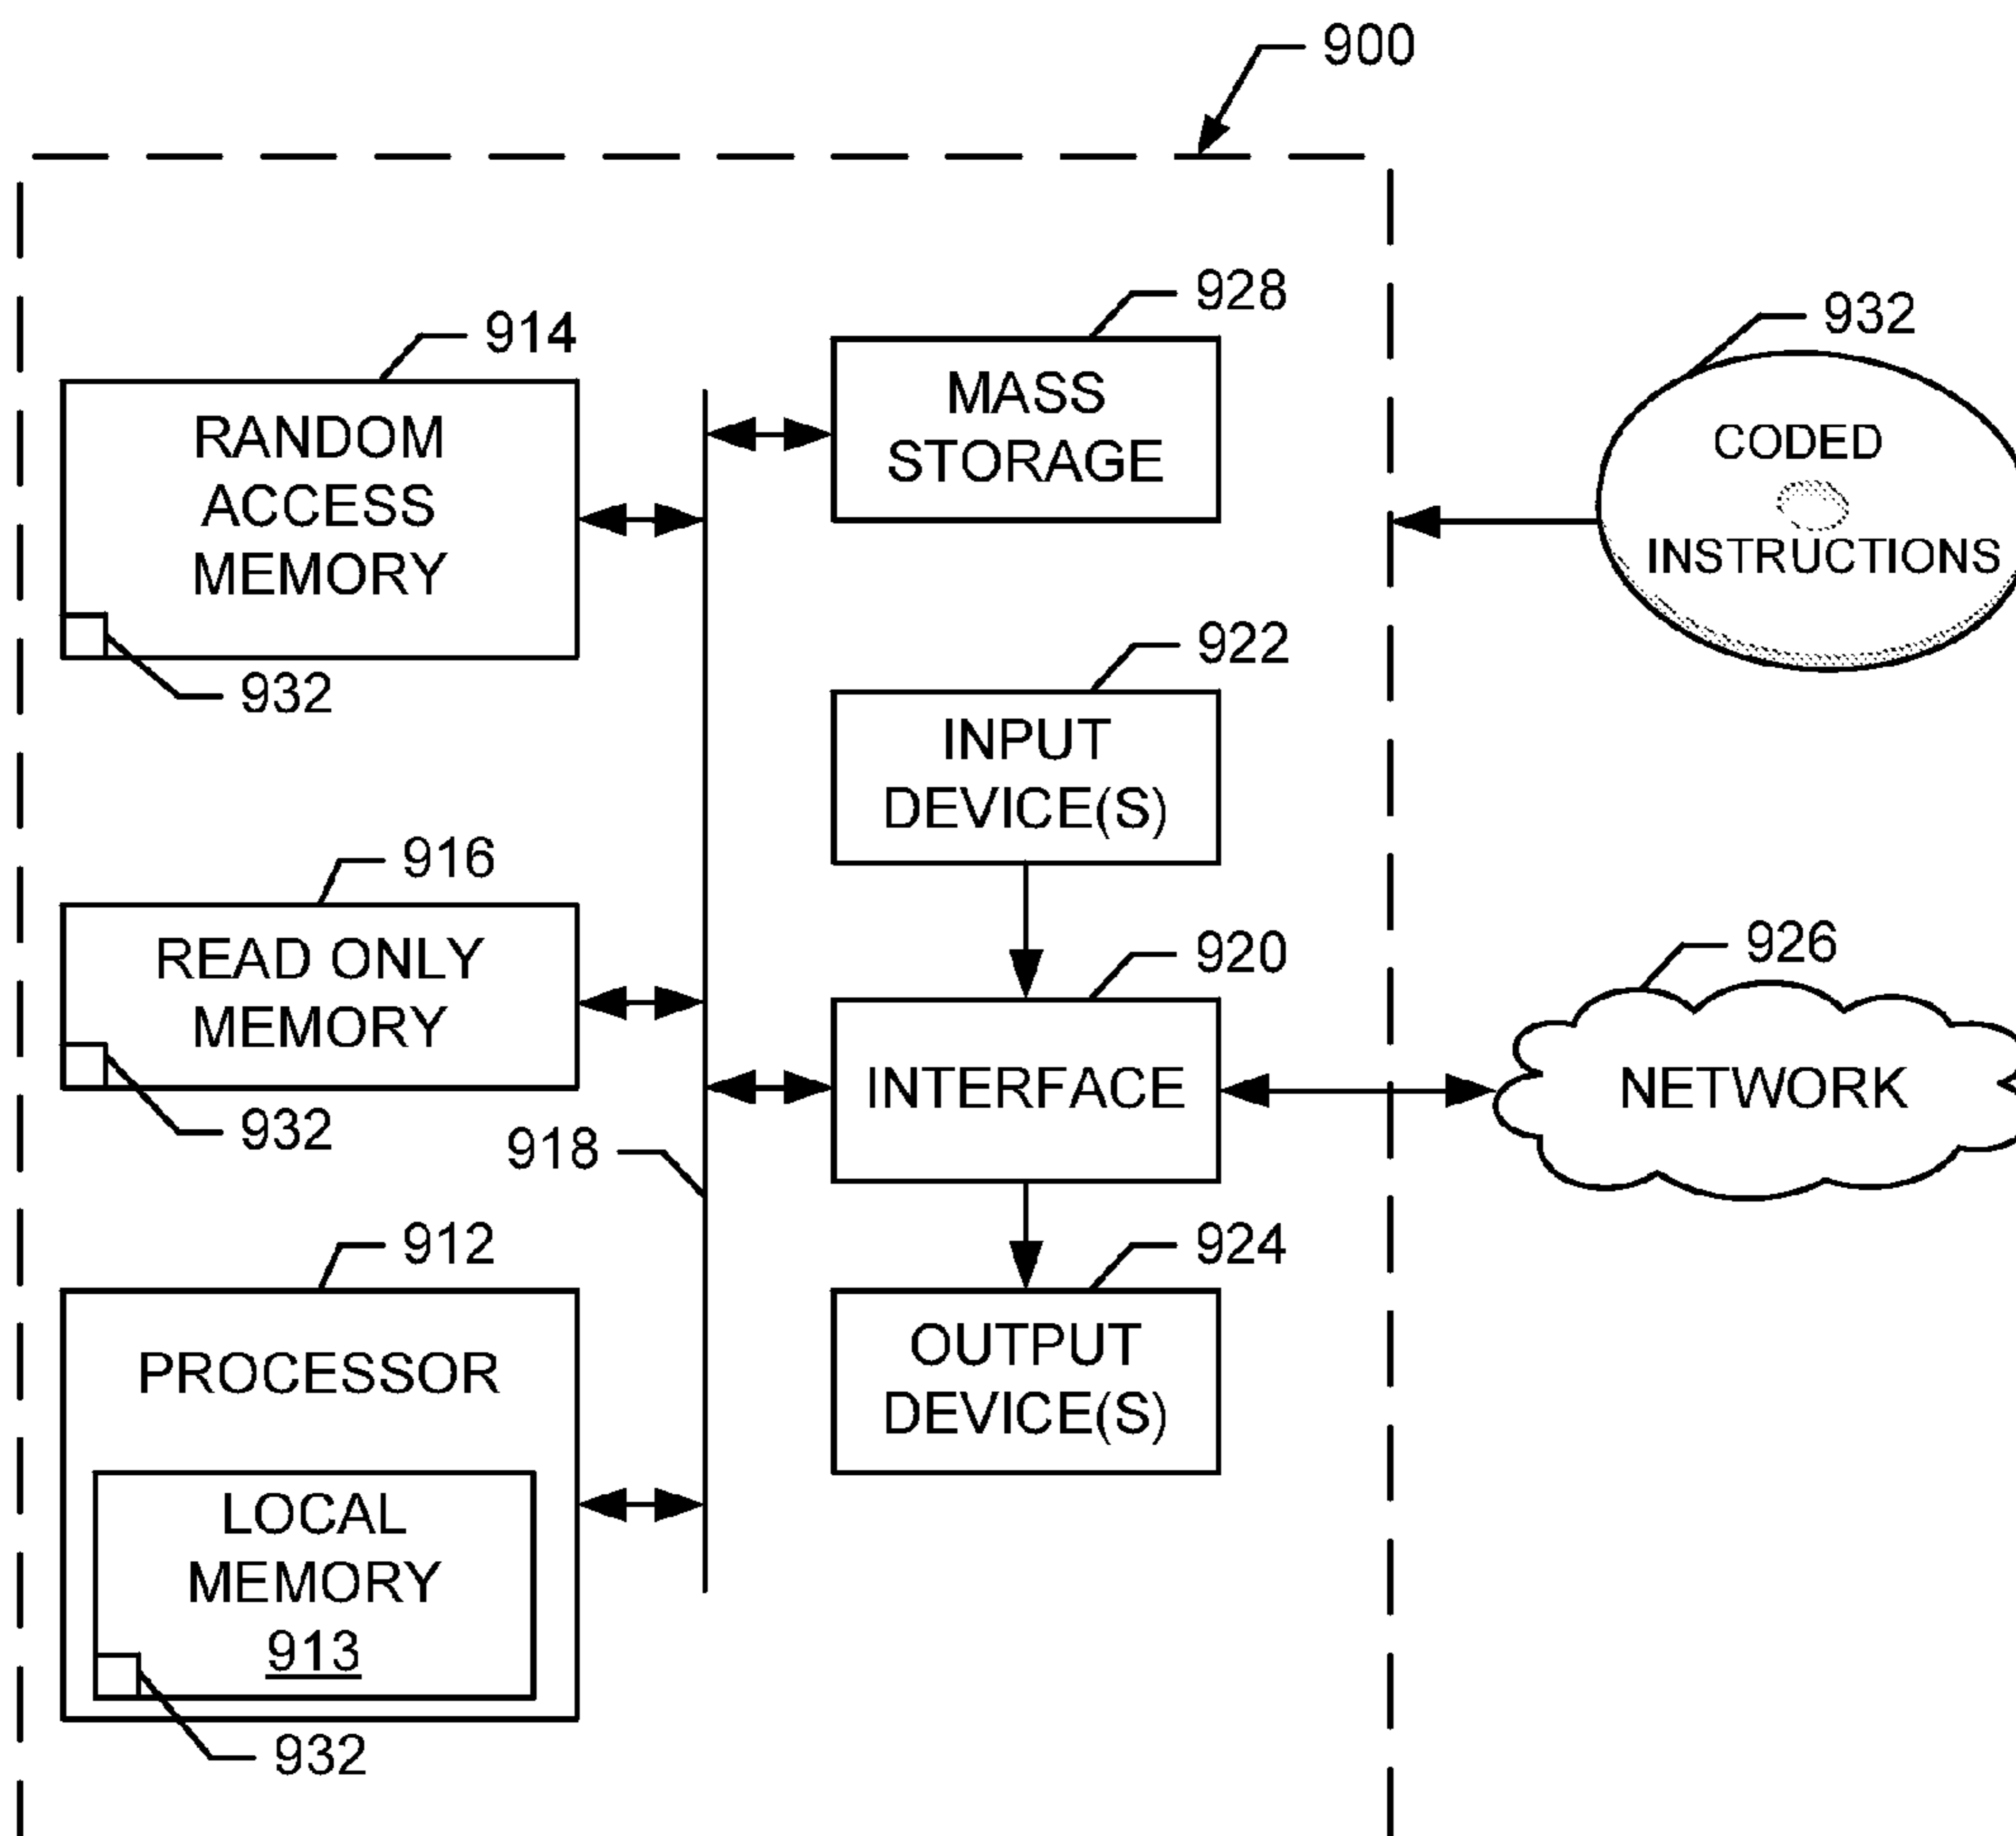 900
928
MASS
STORAGE
914
RANDOM
ACCESS
MEMORY
932
932
CODED
INSTRUCTIONS
922
INPUT
DEVICE(S)
916
READ ONLY
MEMORY
932
920
INTERFACE
926
NETWORK
918
912
PROCESSOR
LOCAL
MEMORY
913
932
924
OUTPUT
DEVICE(S)